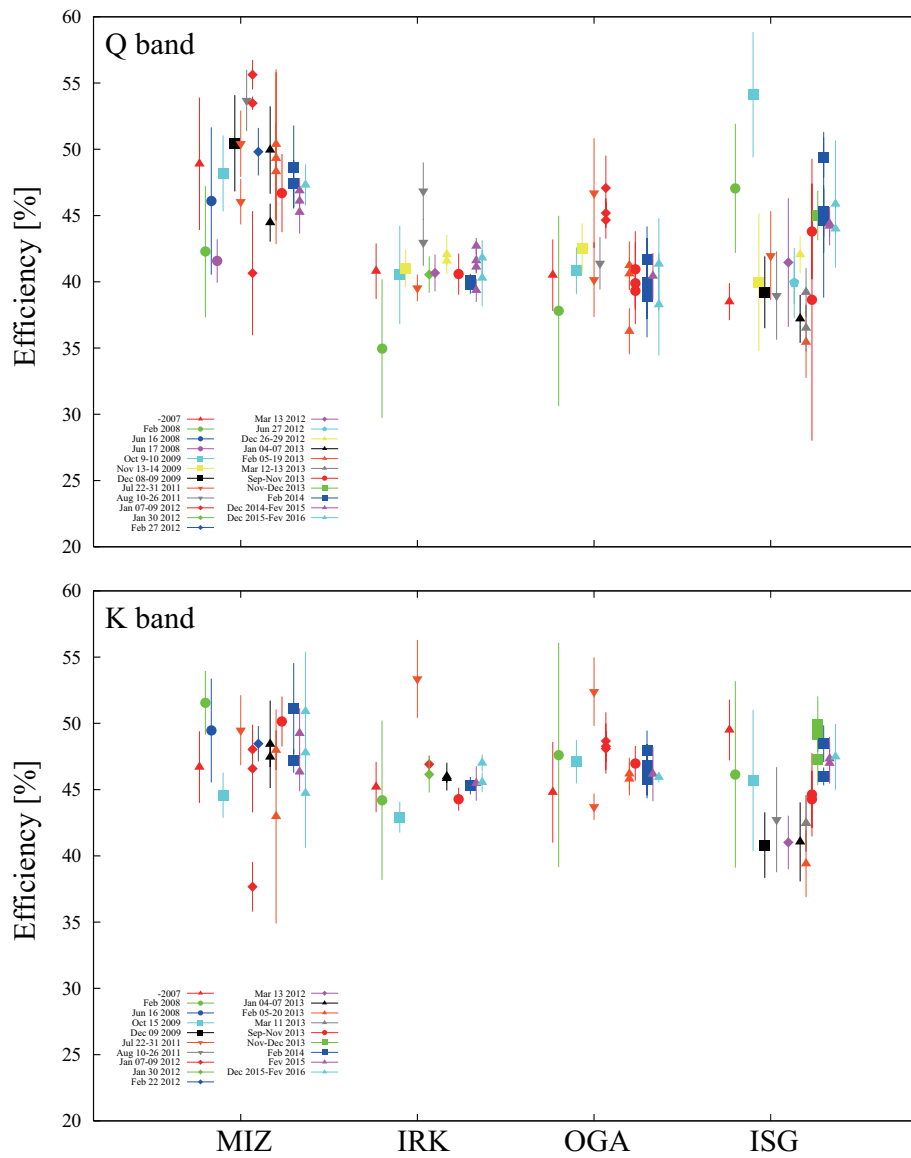 60
Q band
55
50
45
40
35
30
25
20
Efficiency [%]
-2007
Feb 2008
Jun 16 2008
Jun 17 2008
Oct 9-10 2009
Nov 13-14 2009
Dec 08-09 2009
Jul 22-31 2011
Aug 10-26 2011
Jan 07-09 2012
Jan 30 2012
Feb 27 2012
Mar 13 2012
Jun 27 2012
Dec 26-29 2012
Jan 04-07 2013
Feb 05-19 2013
Mar 12-13 2013
Sep-Nov 2013
Nov-Dec 2013
Feb 2014
Dec 2014-Fev 2015
Dec 2015-Fev 2016
60
K band
55
50
45
40
35
30
25
20
Efficiency [%]
-2007
Feb 2008
Jun 16 2008
Oct 15 2009
Dec 09 2009
Jul 22-31 2011
Aug 10-26 2011
Jan 07-09 2012
Jan 30 2012
Feb 22 2012
Mar 13 2012
Jan 04-07 2013
Feb 05-20 2013
Mar 11 2013
Sep-Nov 2013
Nov-Dec 2013
Feb 2014
Fev 2015
Dec 2015-Fev 2016
MIZ IRK OGA ISG